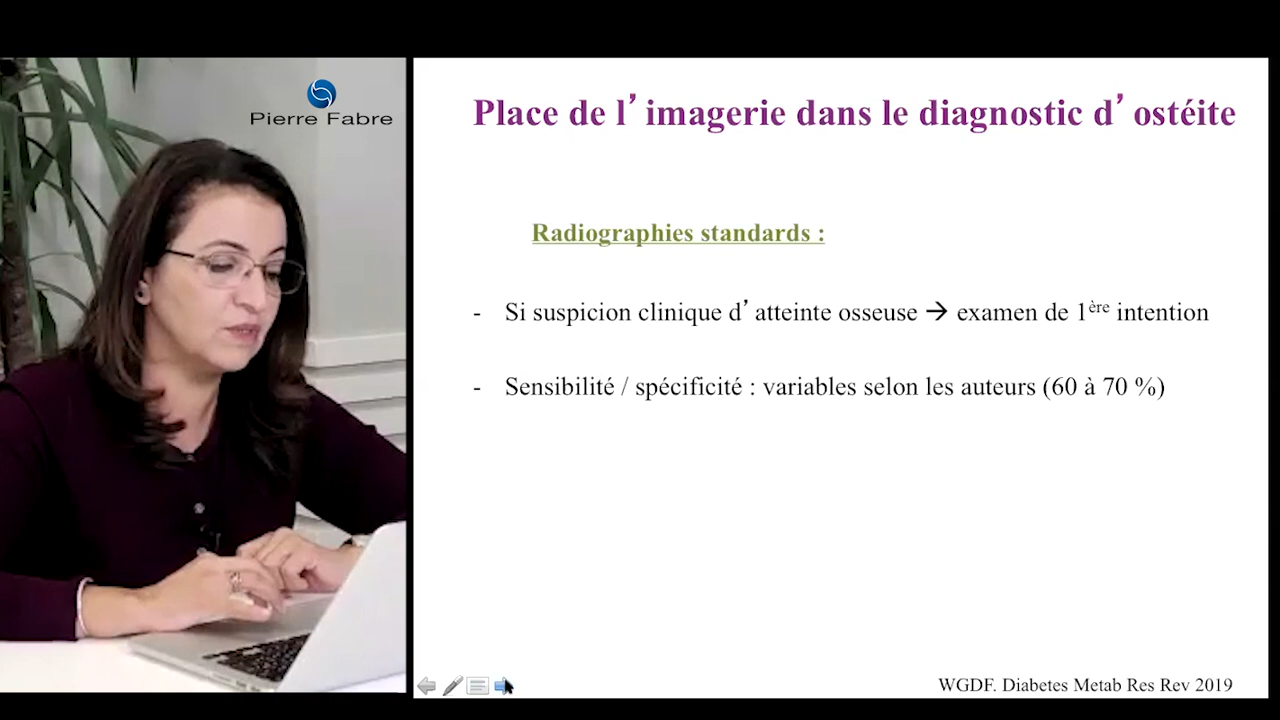 Pierre Fabre
Place de l’imagerie dans le diagnostic d’ostéite
Radiographies standards :
- Si suspicion clinique d’atteinte osseuse → examen de 1ère intention
- Sensibilité / spécificité : variables selon les auteurs (60 à 70 %)
WGDF. Diabetes Metab Res Rev 2019